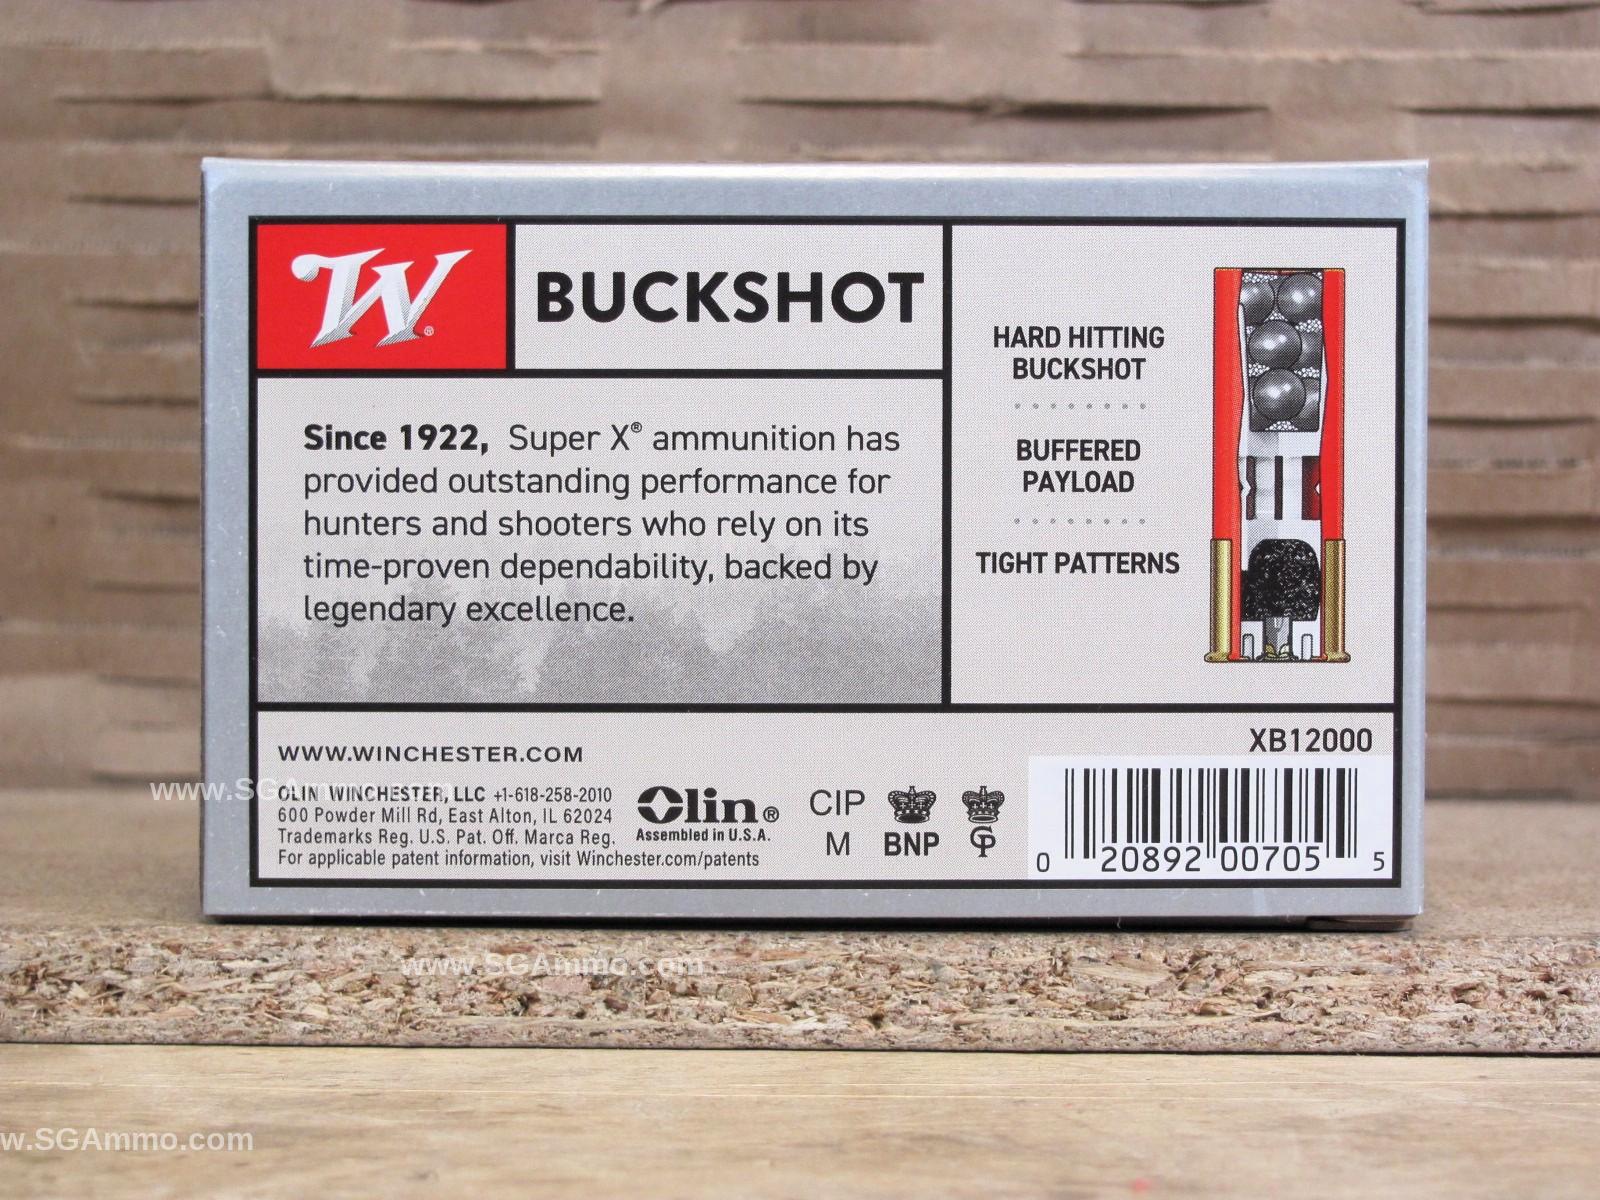 W®
BUCKSHOT
Since 1922, Super X® ammunition has
provided outstanding performance for
hunters and shooters who rely on its
time-proven dependability, backed by
legendary excellence.
HARD HITTING
BUCKSHOT
BUFFERED
PAYLOAD
TIGHT PATTERNS
WWW.WINCHESTER.COM
OLIN WINCHESTER, LLC +1-618-258-2010
600 Powder Mill Rd, East Alton, IL 62024
Trademarks Reg. U.S. Pat. Off. Marca Reg.
For applicable patent information, visit Winchester.com/patents
Olin®
Assembled in U.S.A.
CIP
M
BNP
GP
XB12000
0 20892 00705 5
www.SGAmmo.com
www.SGAmmo.com
w.SGAmmo.com